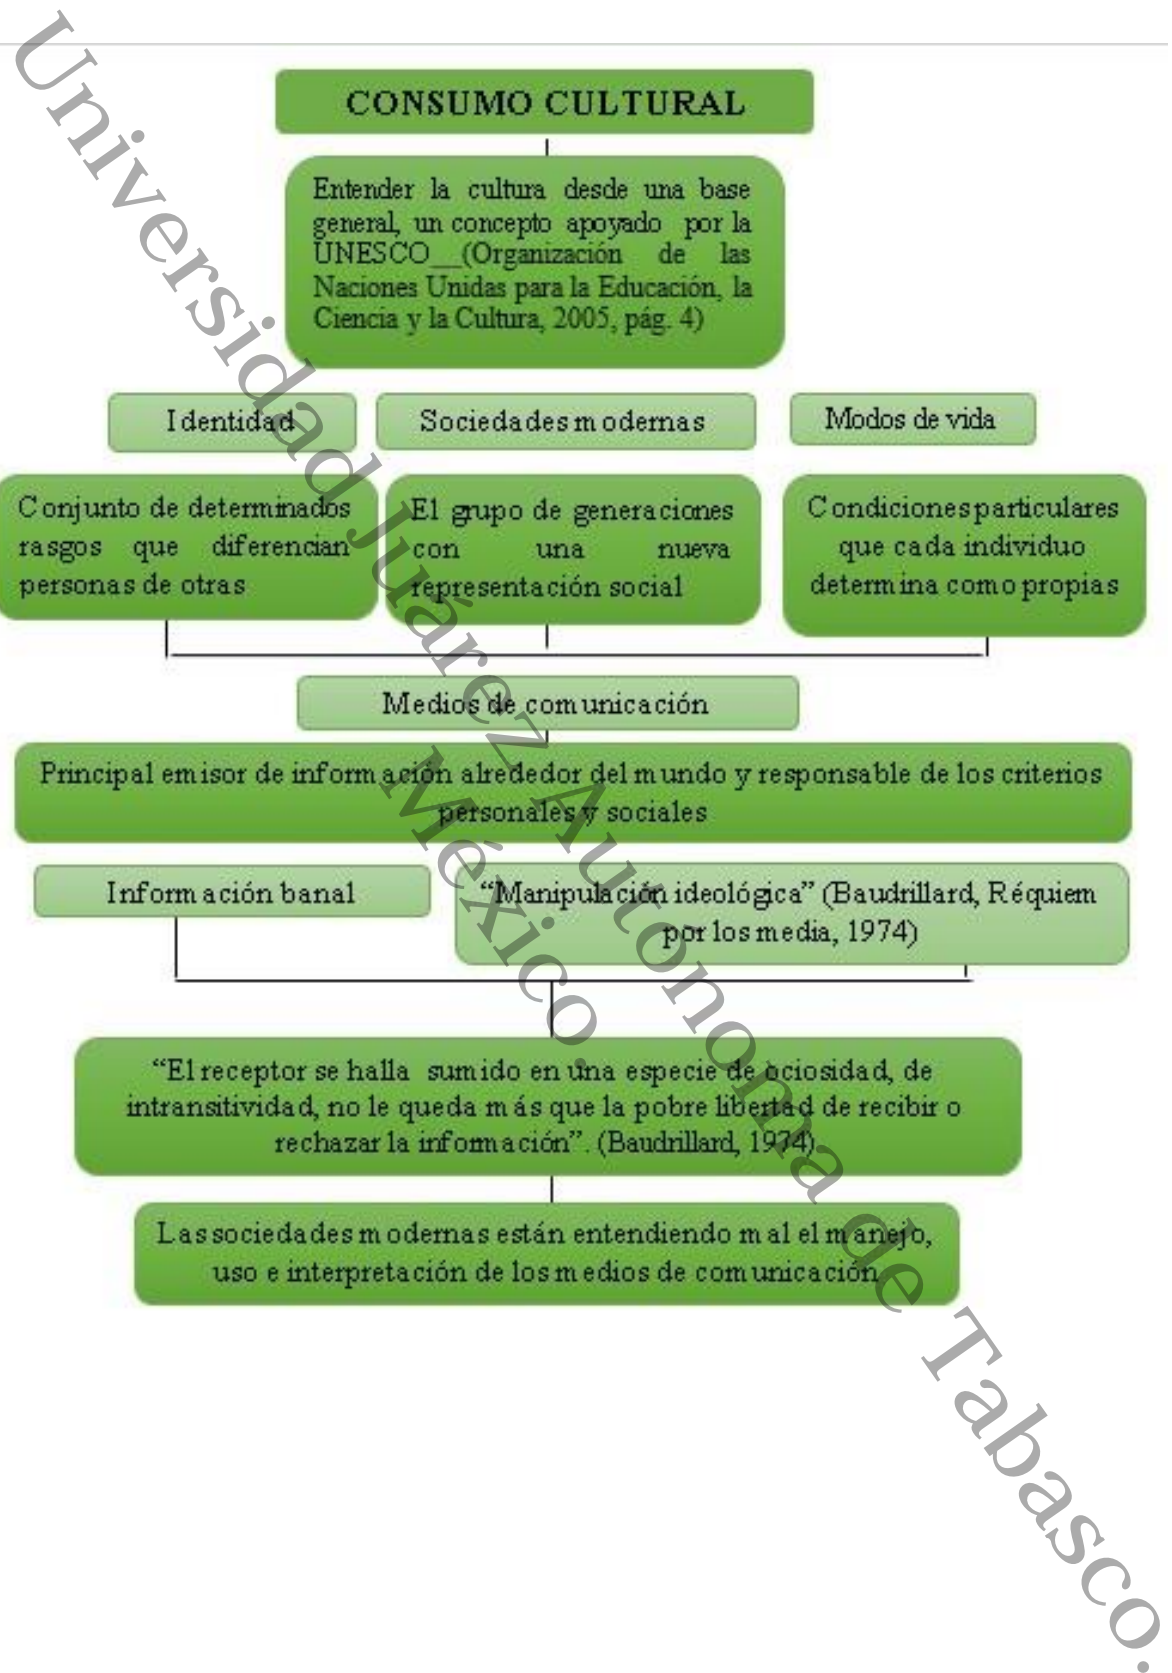 CONSUMO CULTURAL
Entender la cultura desde una base
general, un concepto apoyado por la
UNESCO__(Organización de las
Naciones Unidas para la Educación, la
Ciencia y la Cultura, 2005, pág. 4)
Identidad
Sociedades modernas
Modos de vida
Conjunto de determinados
rasgos que diferencian
personas de otras
El grupo de generaciones
con una nueva
representación social
Condiciones particulares
que cada individuo
determina como propias
Medios de comunicación
Principal emisor de información alrededor del mundo y responsable de los criterios
personales y sociales
Información banal
“Manipulación ideológica” (Baudrillard, Réquiem
por los media, 1974)
“El receptor se halla sumido en una especie de ociosidad, de
intransitividad, no le queda más que la pobre libertad de recibir o
rechazar la información”. (Baudrillard, 1974)
Las sociedades modernas están entendiendo mal el manejo,
uso e interpretación de los medios de comunicación
Universidad Juárez Autónoma de Tabasco.
México.